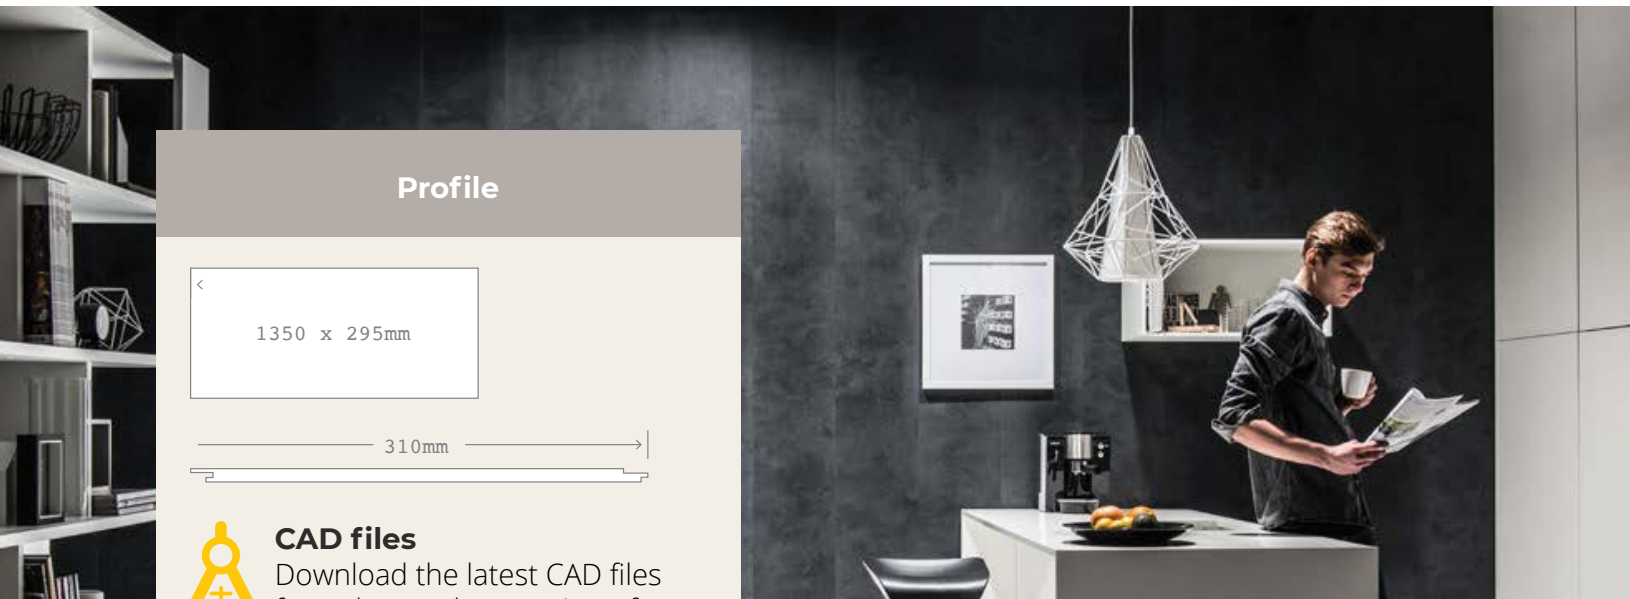 Profile
1350 x 295mm
310mm
CAD files
Download the latest CAD files